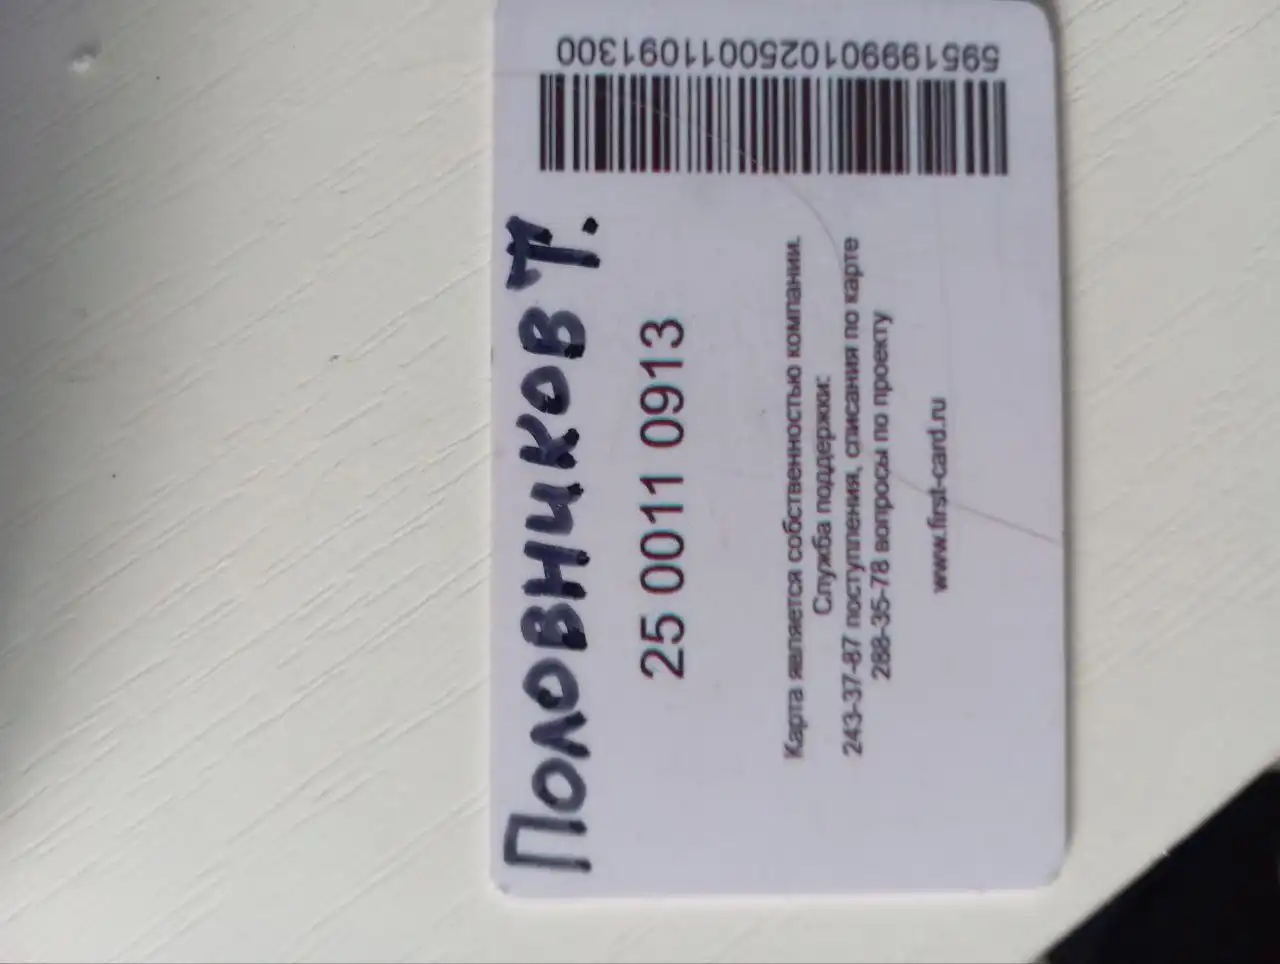 Половников Т.
25 0011 0913
Карта является собственностью компании.
Служба поддержки:
243-37-87 поступления, списания по карте
288-35-78 вопросы по проекту
www.first-card.ru
5951999010250011091300